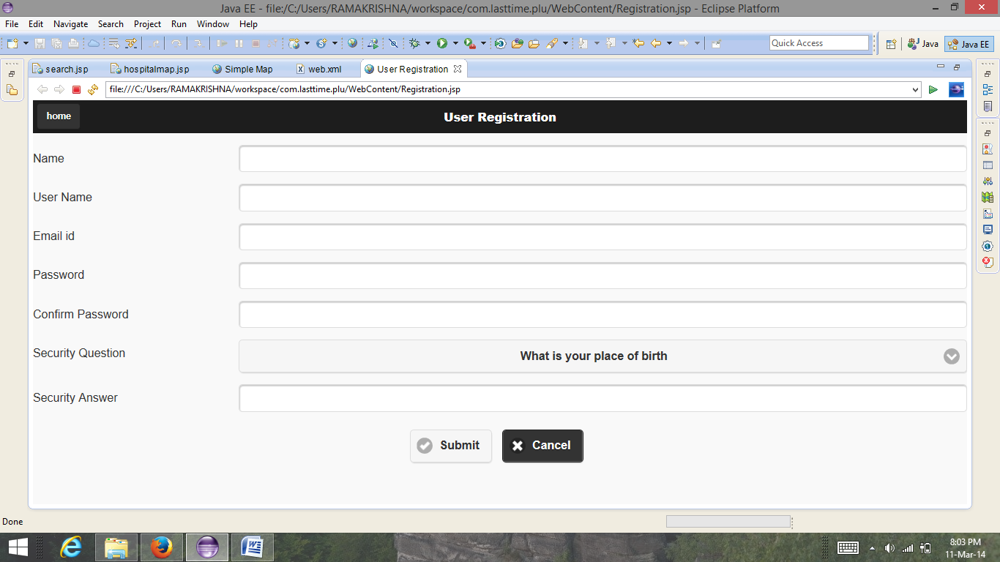 Java EE - file:/C:/Users/RAMAKRISHNA/workspace/com.lasttime.plu/WebContent/Registration.jsp - Eclipse Platform
File Edit Navigate Search Project Run Window Help
Quick Access Java Java EE
search.jsp hospitalmap.jsp Simple Map web.xml User Registration
file:///C:/Users/RAMAKRISHNA/workspace/com.lasttime.plu/WebContent/Registration.jsp
home User Registration
Name
User Name
Email id
Password
Confirm Password
Security Question What is your place of birth
Security Answer
Submit Cancel
Done
8:03 PM
11-Mar-14